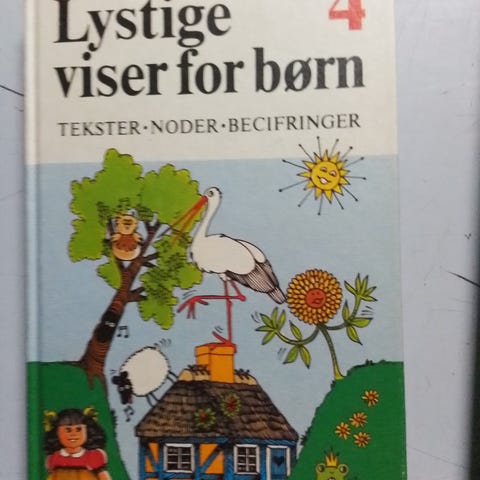 Lystige 4
viser for børn
TEKSTER·NODER·BECIFRINGER